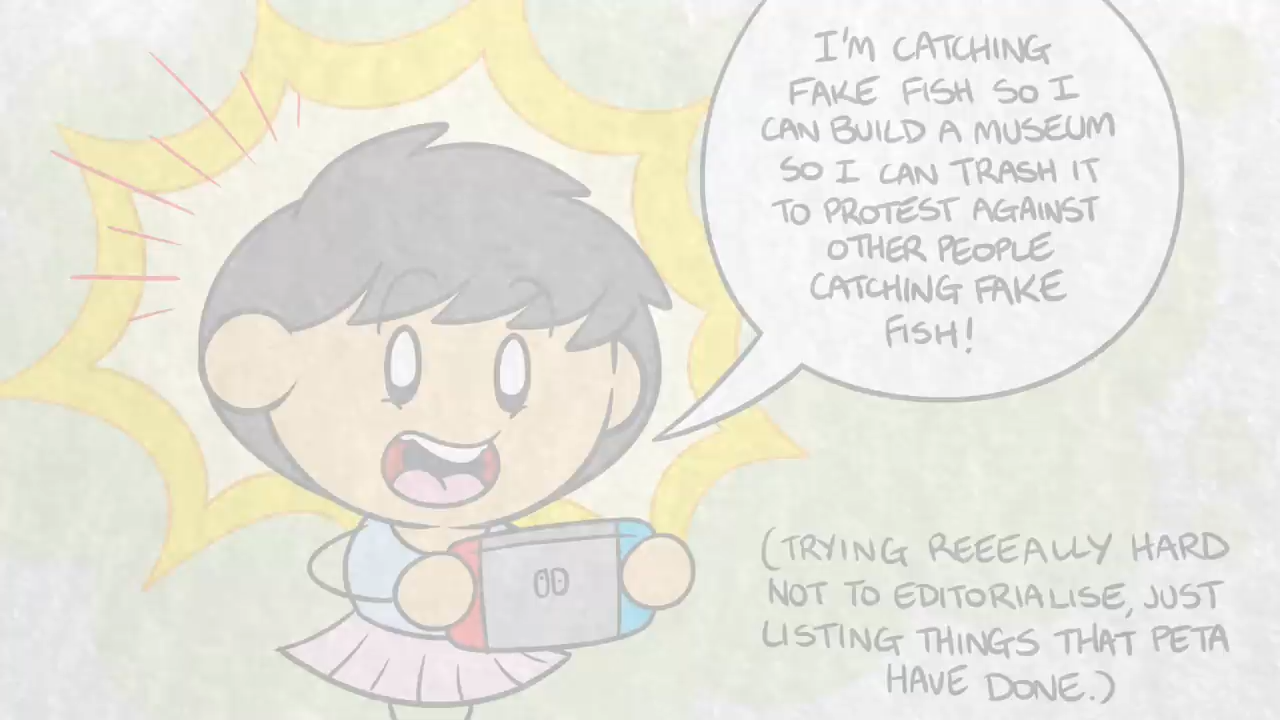 I'M CATCHING
FAKE FISH SO I
CAN BUILD A MUSEUM
SO I CAN TRASH IT
TO PROTEST AGAINST
OTHER PEOPLE
CATCHING FAKE
FISH!
(TRYING REEEALLY HARD
NOT TO EDITORIALISE, JUST
LISTING THINGS THAT PETA
HAVE DONE.)